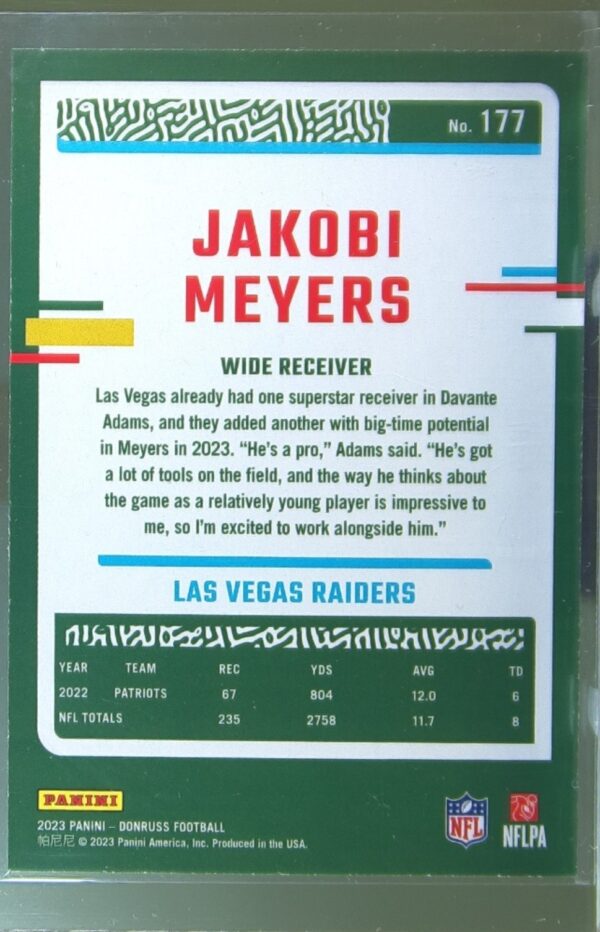 No. 177
JAKOBI
MEYERS
WIDE RECEIVER
Las Vegas already had one superstar receiver in Davante
Adams, and they added another with big-time potential
in Meyers in 2023. “He’s a pro,” Adams said. “He’s got
a lot of tools on the field, and the way he thinks about
the game as a relatively young player is impressive to
me, so I’m excited to work alongside him.”
LAS VEGAS RAIDERS
YEAR TEAM REC YDS AVG TD
2022 PATRIOTS 67 804 12.0 6
NFL TOTALS 235 2758 11.7 8
PANINI
2023 PANINI – DONRUSS FOOTBALL
帕尼尼 © 2023 Panini America, Inc. Produced in the USA.
NFL
NFLPA